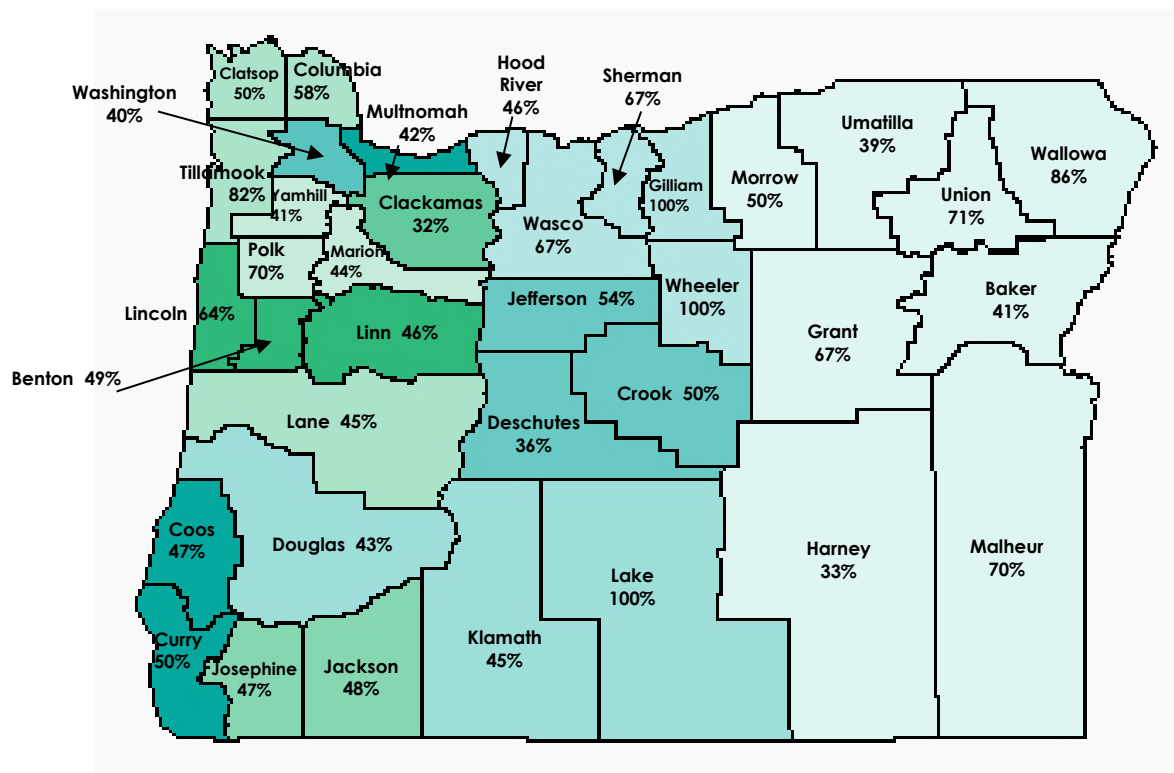 Clatsop
50%
Columbia
58%
Washington
40%
Multnomah
42%
Hood
River
46%
Sherman
67%
Umatilla
39%
Wallowa
86%
Tillamook
82%
Yamhill
41%
Clackamas
32%
Wasco
67%
Gilliam
100%
Morrow
50%
Union
71%
Polk
70%
Marion
44%
Jefferson 54%
Wheeler
100%
Baker
41%
Lincoln 64%
Linn 46%
Grant
67%
Benton 49%
Crook 50%
Lane 45%
Deschutes
36%
Coos
47%
Douglas 43%
Lake
100%
Harney
33%
Malheur
70%
Curry
50%
Josephine
47%
Jackson
48%
Klamath
45%